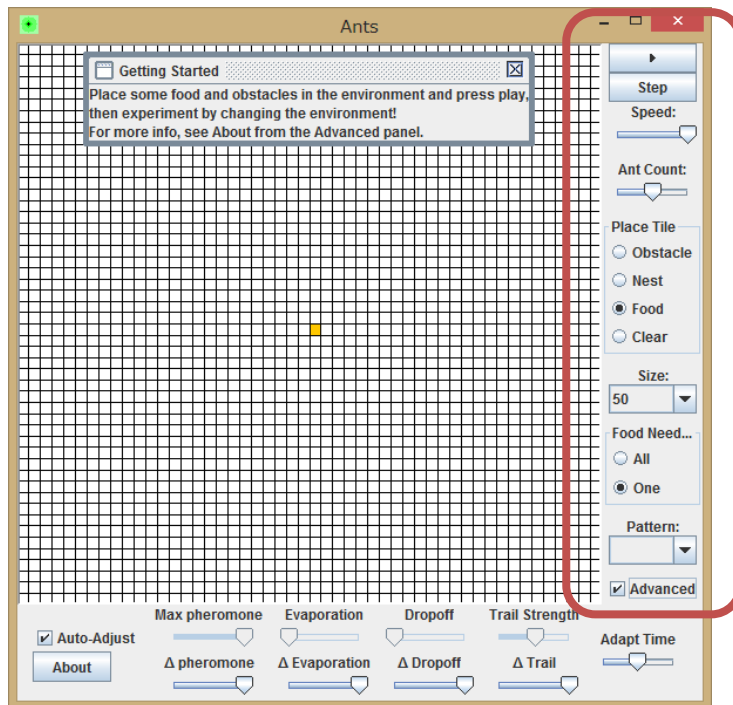 Ants
Getting Started
Place some food and obstacles in the environment and press play,
then experiment by changing the environment!
For more info, see About from the Advanced panel.
Step
Speed:
Ant Count:
Place Tile
Obstacle
Nest
Food
Clear
Size:
50
Food Need...
All
One
Pattern:
Advanced
Max pheromone Evaporation Dropoff Trail Strength
Auto-Adjust
Adapt Time
About
Δ pheromone Δ Evaporation Δ Dropoff Δ Trail